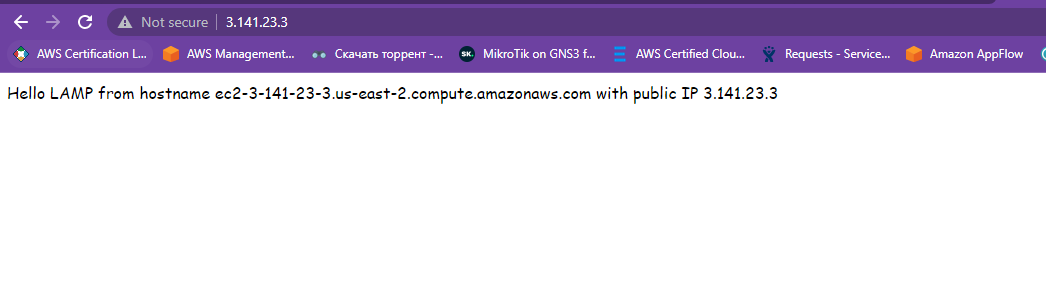 Not secure 3.141.23.3
AWS Certification L... AWS Management... Скачать торрент -... SK. MikroTik on GNS3 f... AWS Certified Clou... Requests - Service... Amazon AppFlow
Hello LAMP from hostname ec2-3-141-23-3.us-east-2.compute.amazonaws.com with public IP 3.141.23.3